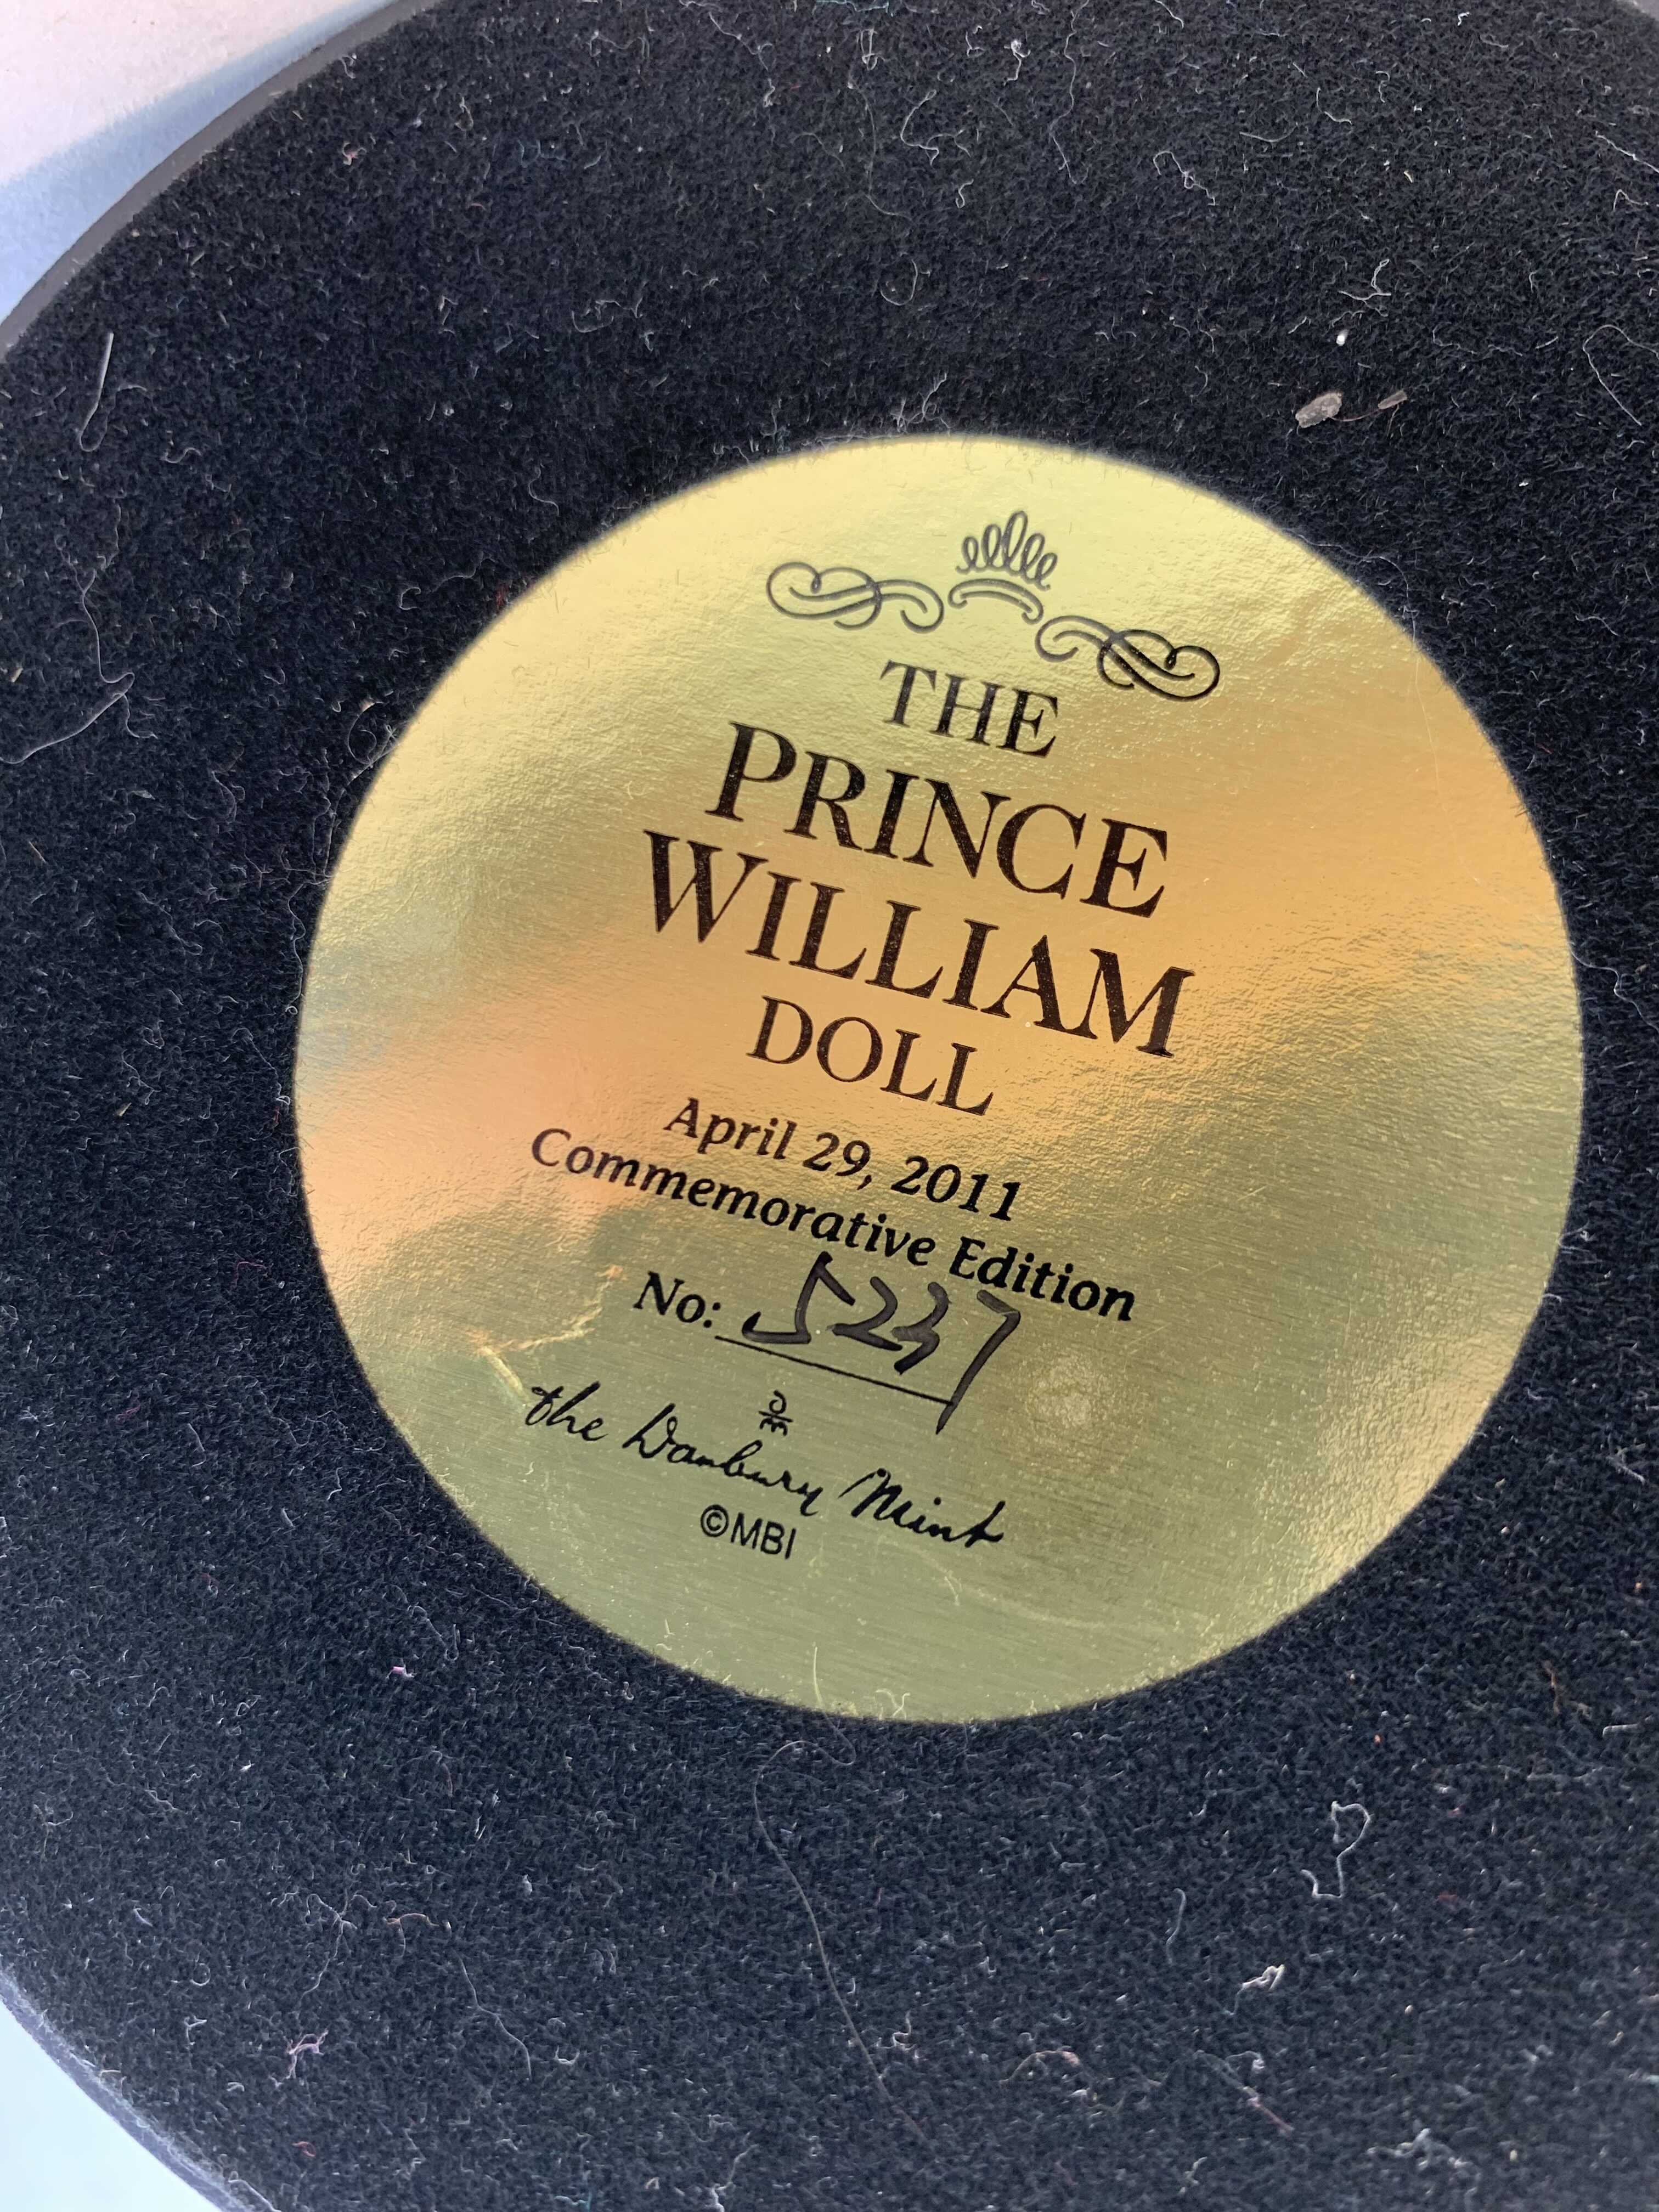 THE
PRINCE
WILLIAM
DOLL
April 29, 2011
Commemorative Edition
No: 5237
the Danbury Mint
©MBI